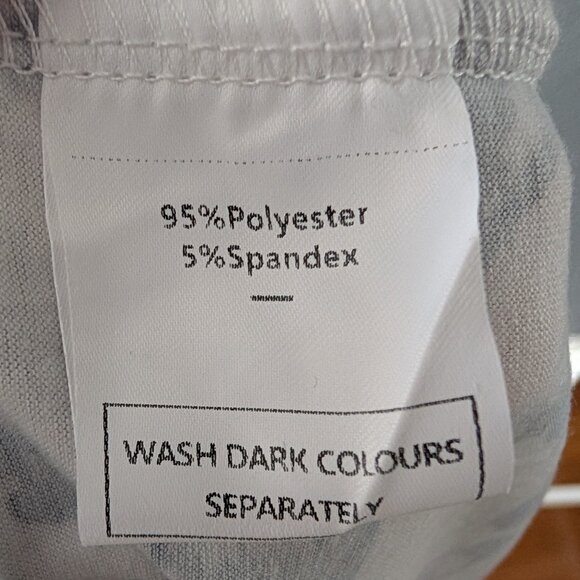 95%Polyester
5%Spandex
WASH DARK COLOURS
SEPARATELY